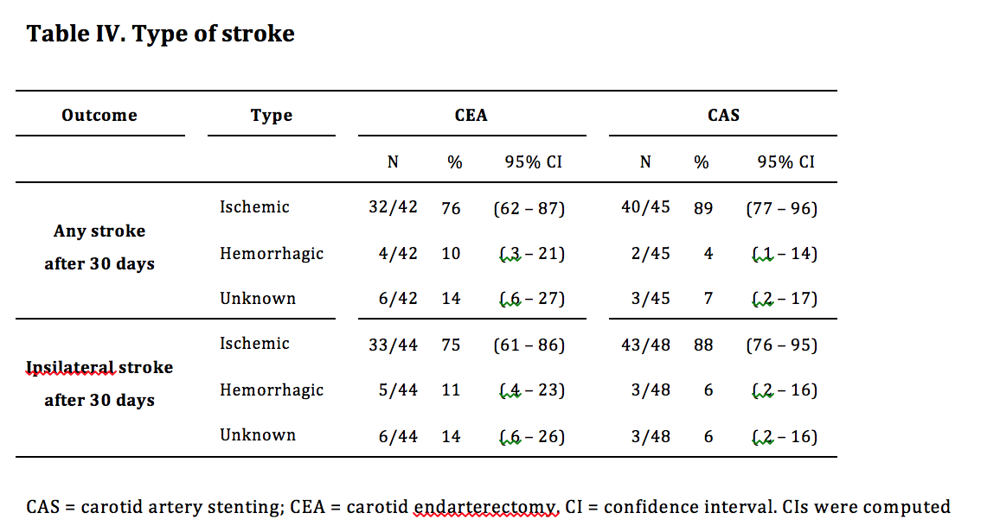 Table IV. Type of stroke
Outcome Type CEA CAS
N % 95% CI N % 95% CI
Any stroke after 30 days
Ischemic 32/42 76 (62 – 87) 40/45 89 (77 – 96)
Hemorrhagic 4/42 10 (3 – 21) 2/45 4 (1 – 14)
Unknown 6/42 14 (6 – 27) 3/45 7 (2 – 17)
Ipsilateral stroke after 30 days
Ischemic 33/44 75 (61 – 86) 43/48 88 (76 – 95)
Hemorrhagic 5/44 11 (4 – 23) 3/48 6 (2 – 16)
Unknown 6/44 14 (6 – 26) 3/48 6 (2 – 16)
CAS = carotid artery stenting; CEA = carotid endarterectomy, CI = confidence interval. CIs were computed